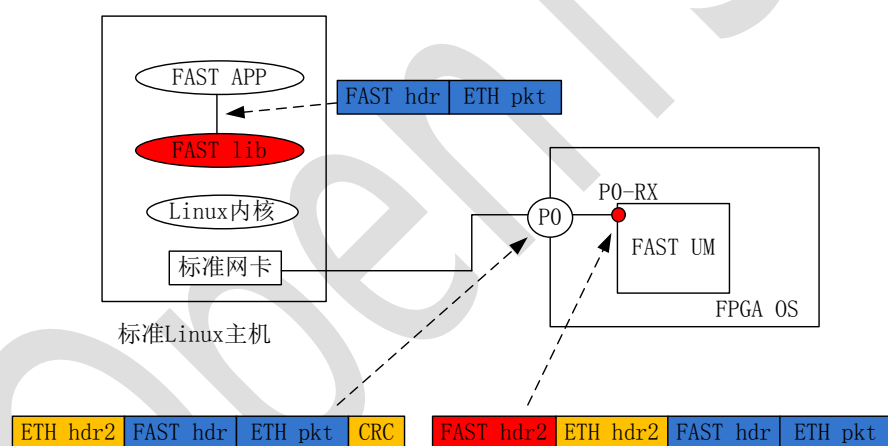 FAST APP
FAST hdr ETH pkt
FAST lib
P0-RX
Linux内核
P0
FAST UM
标准网卡
FPGA OS
标准Linux主机
ETH hdr2 FAST hdr ETH pkt CRC
FAST hdr2 ETH hdr2 FAST hdr ETH pkt